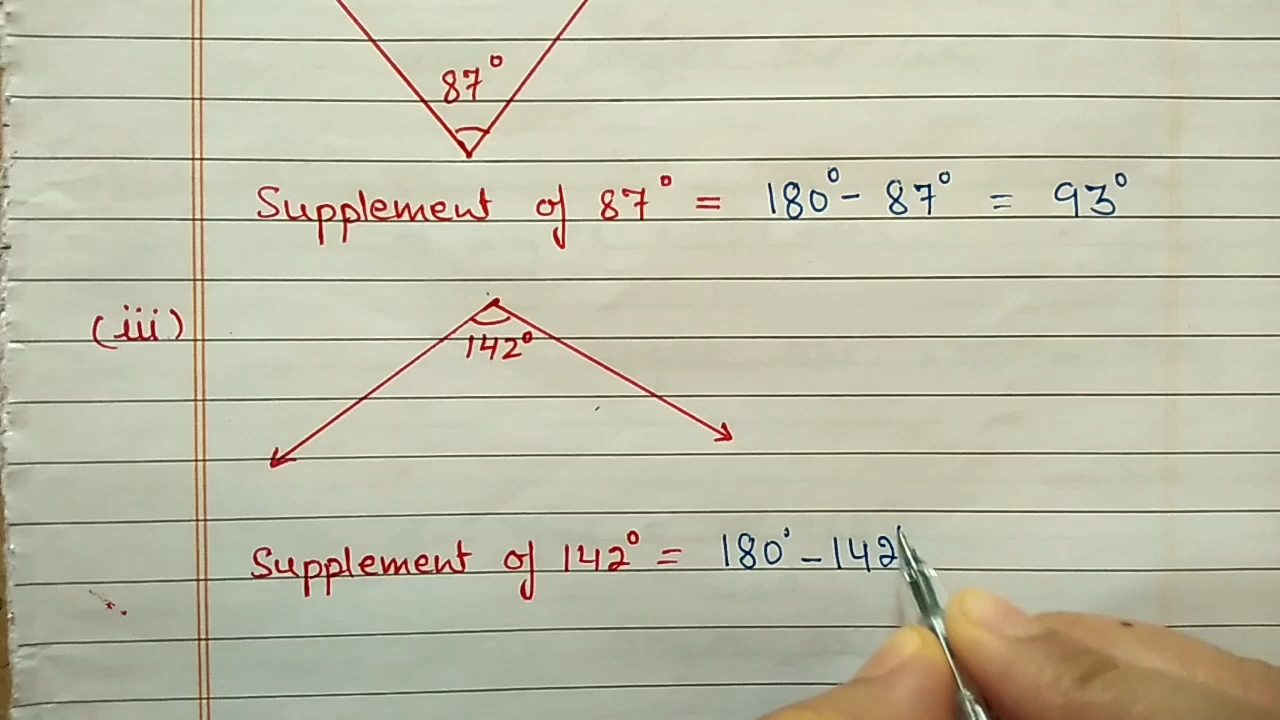 87°
Supplement of 87° = 180° - 87° = 93°
(iii)
142°
Supplement of 142° = 180° - 142